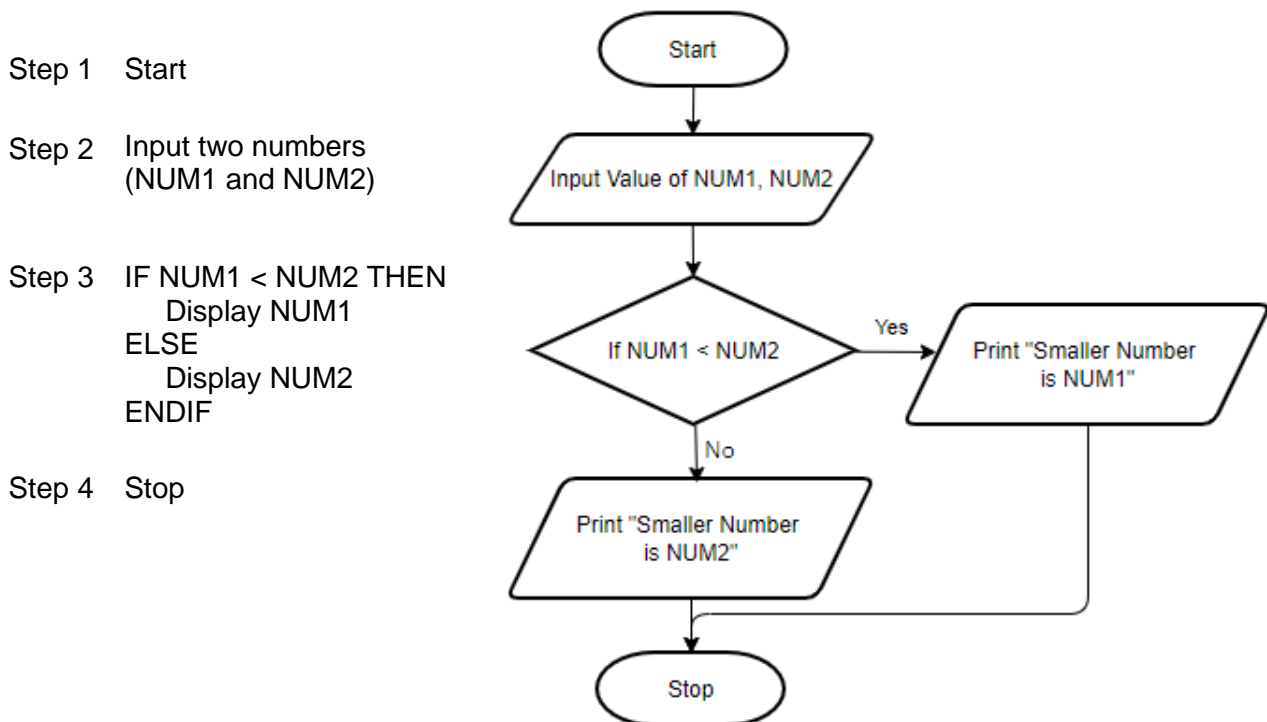 Step 1 Start
Step 2 Input two numbers
(NUM1 and NUM2)
Step 3 IF NUM1 < NUM2 THEN
Display NUM1
ELSE
Display NUM2
ENDIF
Step 4 Stop
Start
Input Value of NUM1, NUM2
If NUM1 < NUM2
Yes
Print "Smaller Number
is NUM1"
No
Print "Smaller Number
is NUM2"
Stop